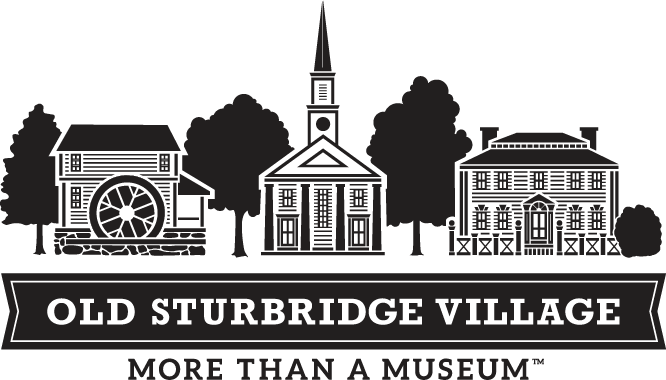 OLD STURBRIDGE VILLAGE
MORE THAN A MUSEUM™